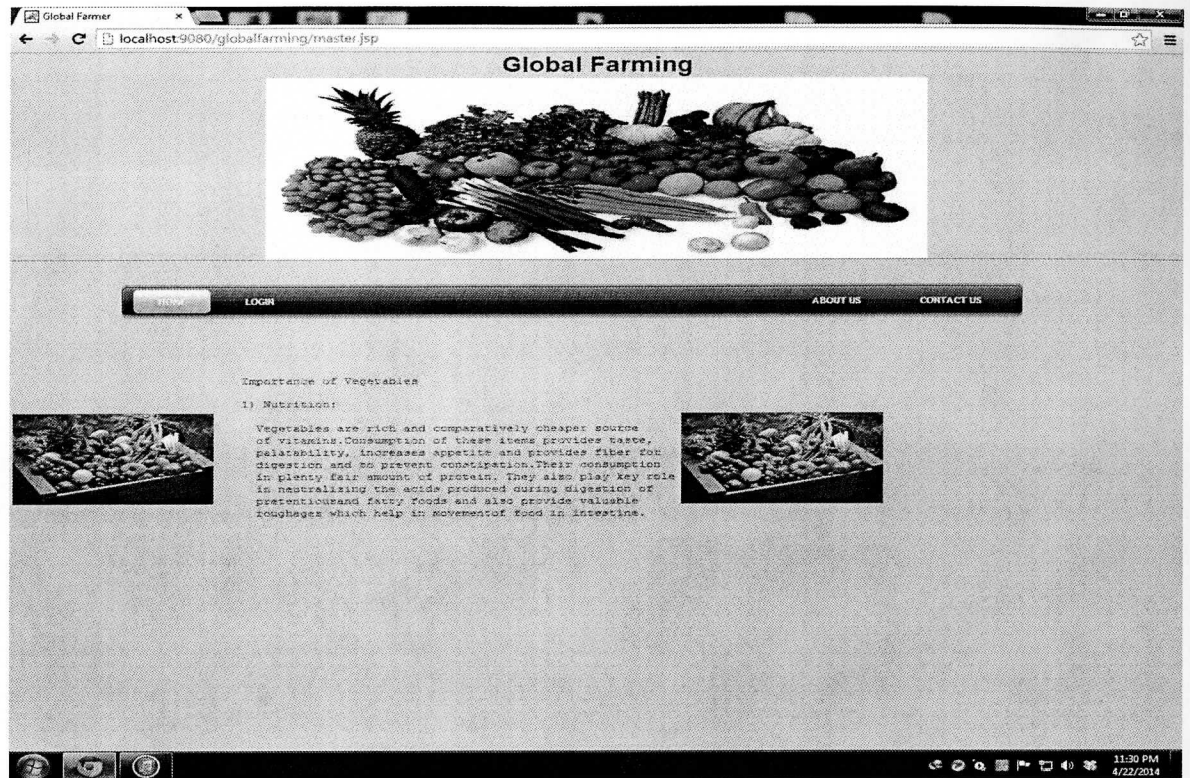 Global Farmer
localhost:9080/globalfarming/master.jsp
Global Farming
HOME
LOGIN
ABOUT US
CONTACT US
Importance of Vegetables
1) Nutrition:
Vegetables are rich and comparatively cheaper source
of vitamins.Consumption of these items provides taste,
palatability, increases appetite and provides fiber for
digestion and to prevent constipation.Their consumption
in plenty fair amount of protein. They also play key role
in neutralizing the acids produced during digestion of
pretentiousand fatty foods and also provide valuable
roughages which help in movementof food in intestine.
11:30 PM
4/22/2014